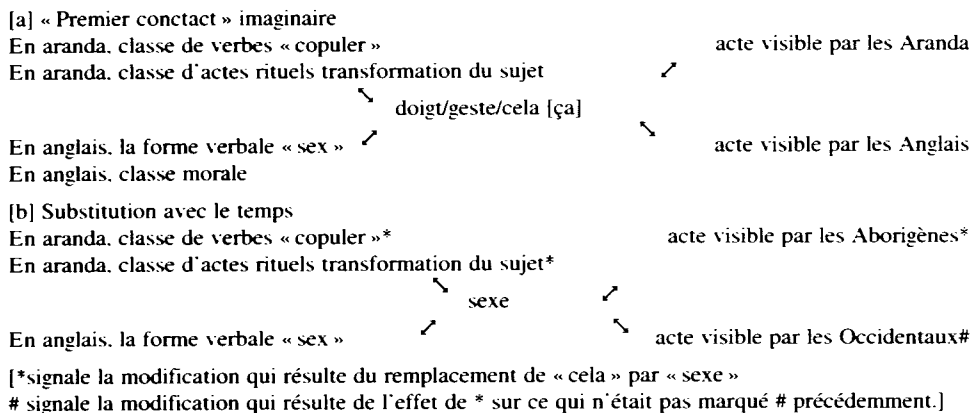 [a] « Premier conctact » imaginaire
En aranda. classe de verbes « copuler » acte visible par les Aranda
En aranda. classe d'actes rituels transformation du sujet
doigt/geste/cela [ça]
En anglais. la forme verbale « sex » acte visible par les Anglais
En anglais. classe morale
[b] Substitution avec le temps
En aranda. classe de verbes « copuler »* acte visible par les Aborigènes*
En aranda. classe d'actes rituels transformation du sujet*
sexe
En anglais. la forme verbale « sex » acte visible par les Occidentaux#
[*signale la modification qui résulte du remplacement de « cela » par « sexe »
# signale la modification qui résulte de l'effet de * sur ce qui n'était pas marqué # précédemment.]